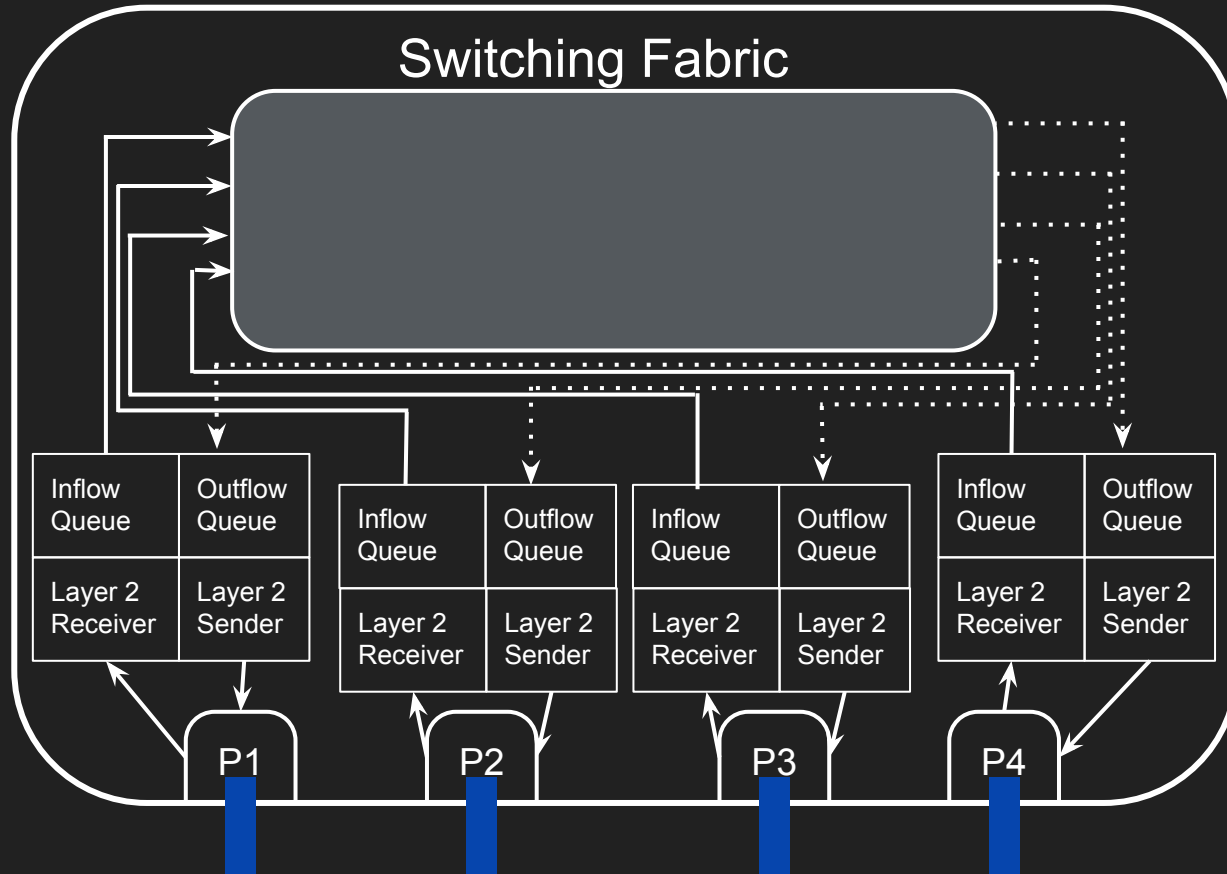 Switching Fabric
Inflow
Queue
Outflow
Queue
Layer 2
Receiver
Layer 2
Sender
Inflow
Queue
Outflow
Queue
Layer 2
Receiver
Layer 2
Sender
Inflow
Queue
Outflow
Queue
Layer 2
Receiver
Layer 2
Sender
Inflow
Queue
Outflow
Queue
Layer 2
Receiver
Layer 2
Sender
P1
P2
P3
P4